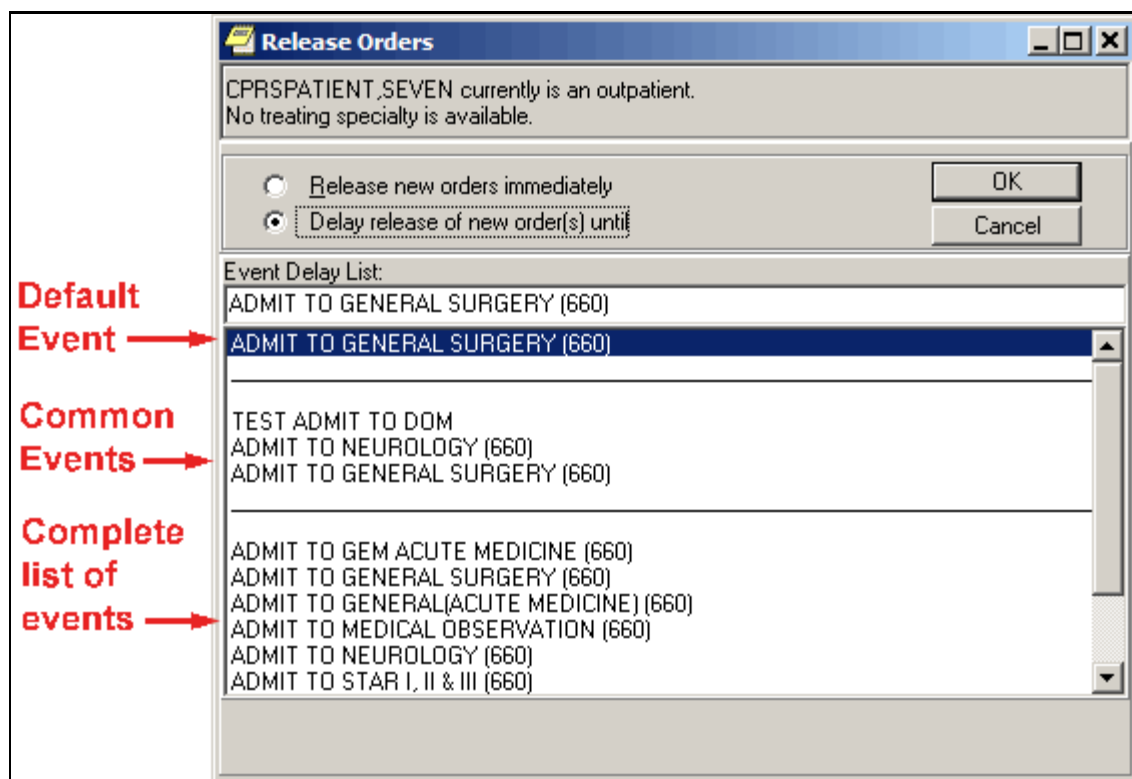 Release Orders
CPRSPATIENT,SEVEN currently is an outpatient.
No treating specialty is available.
Release new orders immediately
OK
Delay release of new order(s) until
Cancel
Event Delay List:
ADMIT TO GENERAL SURGERY (660)
Default
Event
ADMIT TO GENERAL SURGERY (660)
Common
Events
TEST ADMIT TO DOM
ADMIT TO NEUROLOGY (660)
ADMIT TO GENERAL SURGERY (660)
Complete
list of
events
ADMIT TO GEM ACUTE MEDICINE (660)
ADMIT TO GENERAL SURGERY (660)
ADMIT TO GENERAL(ACUTE MEDICINE) (660)
ADMIT TO MEDICAL OBSERVATION (660)
ADMIT TO NEUROLOGY (660)
ADMIT TO STAR I, II & III (660)